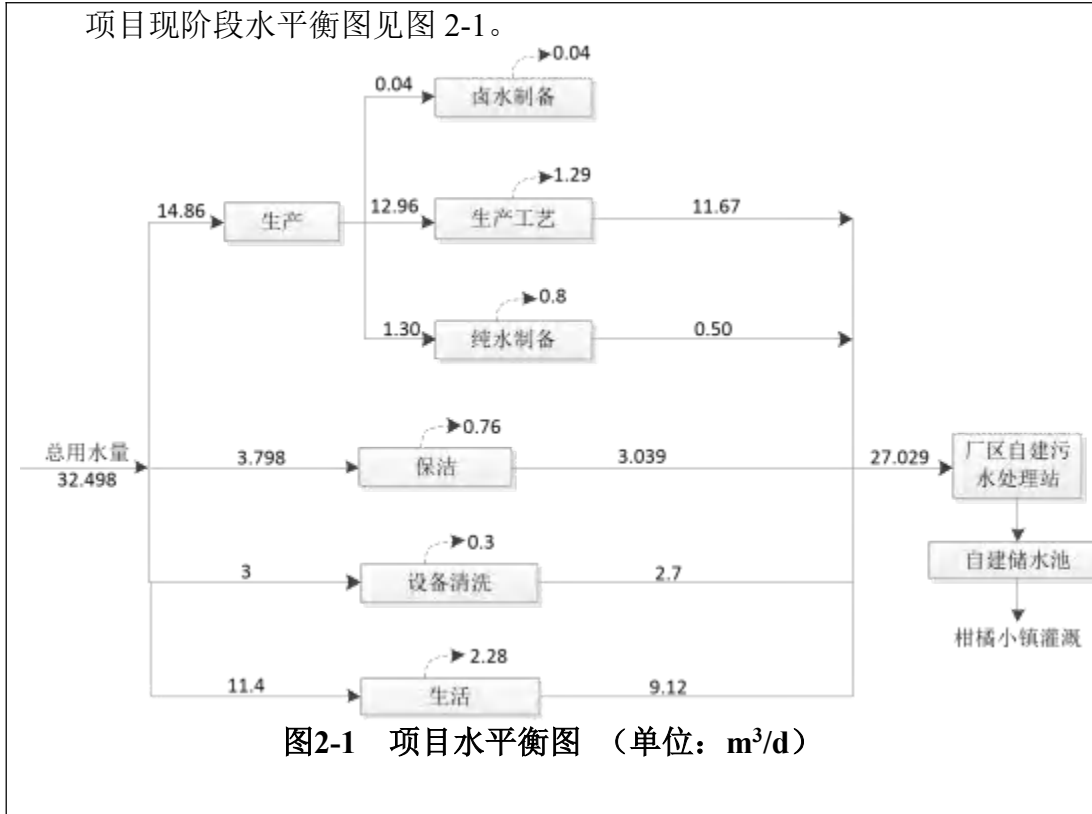 项目现阶段水平衡图见图 2-1。
0.04
0.04
卤水制备
1.29
14.86
生产
12.96
生产工艺
11.67
0.8
1.30
纯水制备
0.50
总用水量
32.498
0.76
3.798
保洁
3.039
27.029
厂区自建污
水处理站
0.3
3
设备清洗
2.7
自建储水池
柑橘小镇灌溉
2.28
11.4
生活
9.12
图2-1 项目水平衡图 （单位：m³/d）